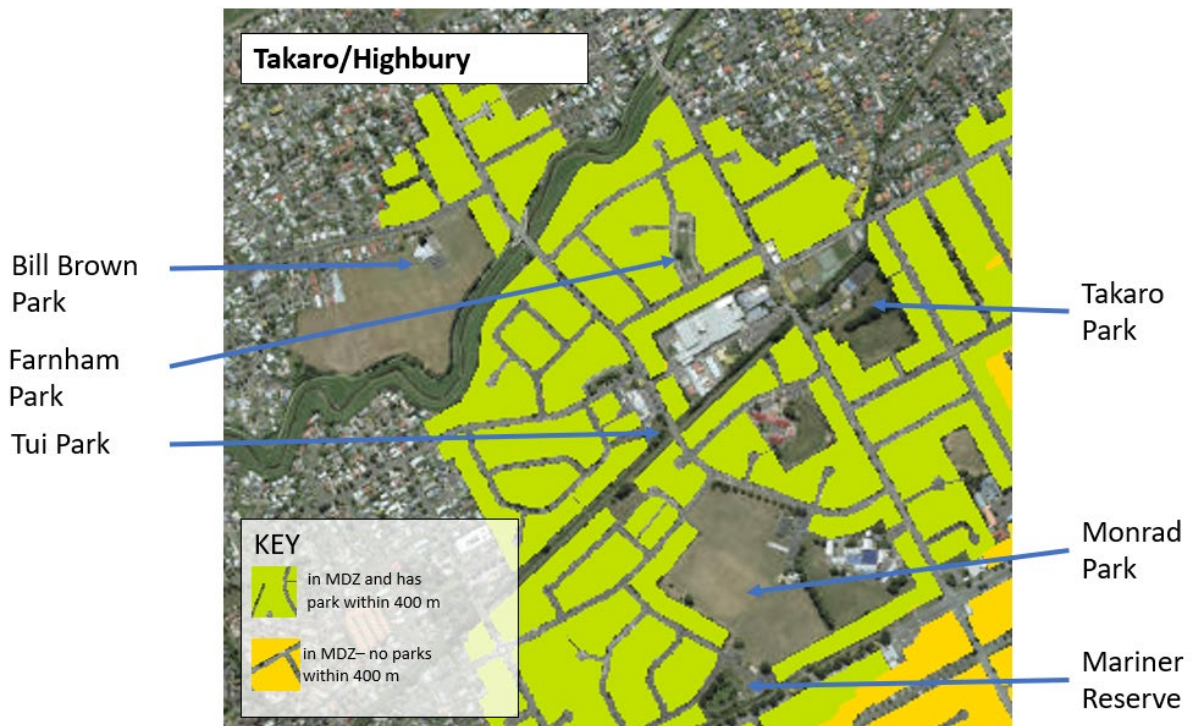 Takaro/Highbury
Bill Brown
Park
Farnham
Park
Tui Park
Takaro
Park
Monrad
Park
Mariner
Reserve
KEY
in MDZ and has
park within 400 m
in MDZ– no parks
within 400 m